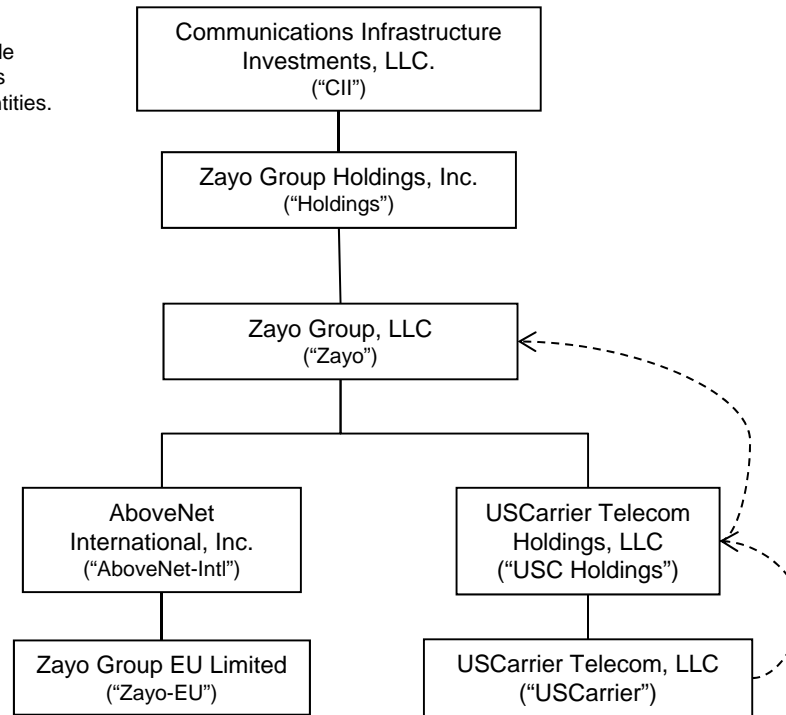 ntities.
Communications Infrastructure
Investments, LLC.
(“CII”)
Zayo Group Holdings, Inc.
(“Holdings”)
Zayo Group, LLC
(“Zayo”)
AboveNet
International, Inc.
(“AboveNet-Intl”)
USCarrier Telecom
Holdings, LLC
(“USC Holdings”)
Zayo Group EU Limited
(“Zayo-EU”)
USCarrier Telecom, LLC
(“USCarrier”)